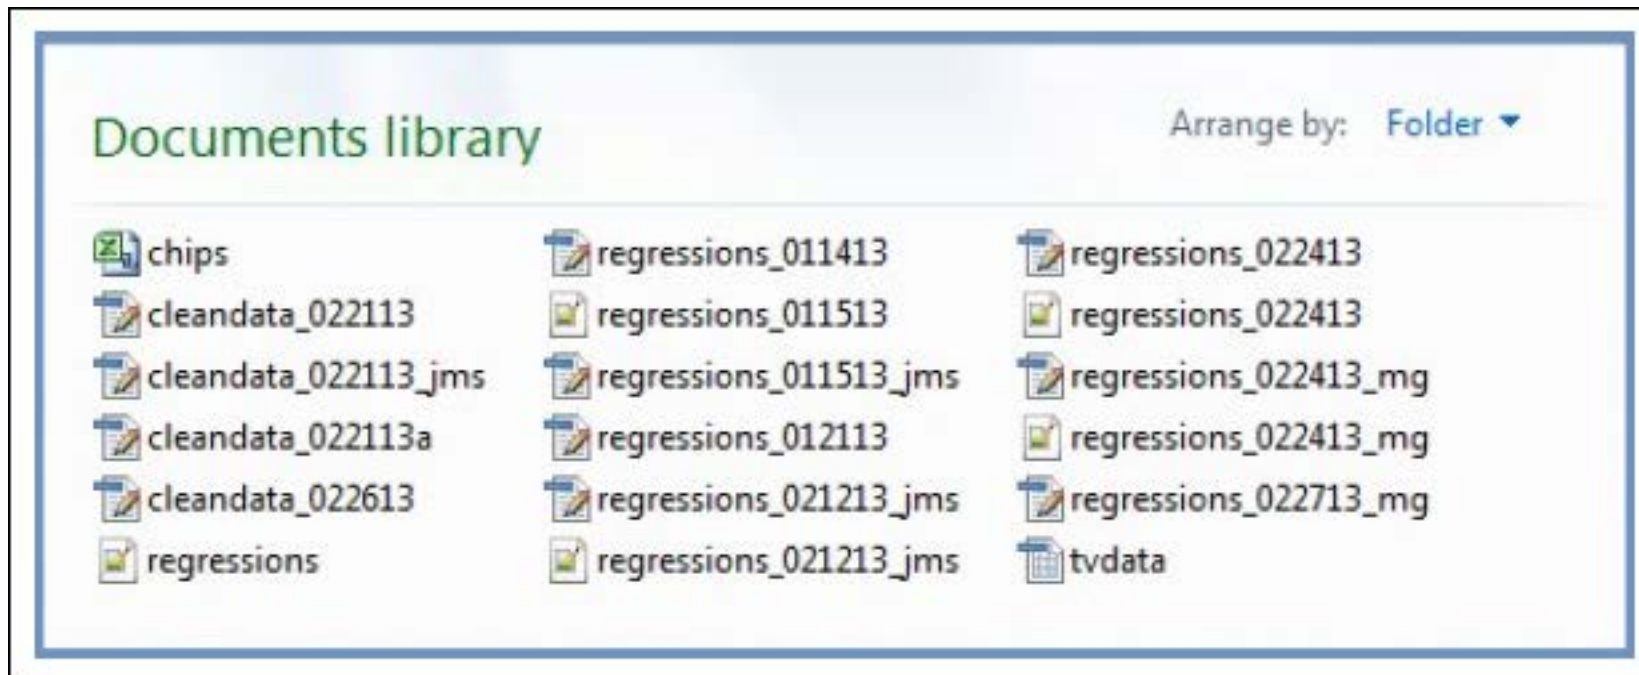 Documents library
Arrange by: Folder
chips
cleandata_022113
cleandata_022113_jms
cleandata_022113a
cleandata_022613
regressions
regressions_011413
regressions_011513
regressions_011513_jms
regressions_012113
regressions_021213_jms
regressions_021213_jms
regressions_022413
regressions_022413
regressions_022413_mg
regressions_022413_mg
regressions_022713_mg
tvdata